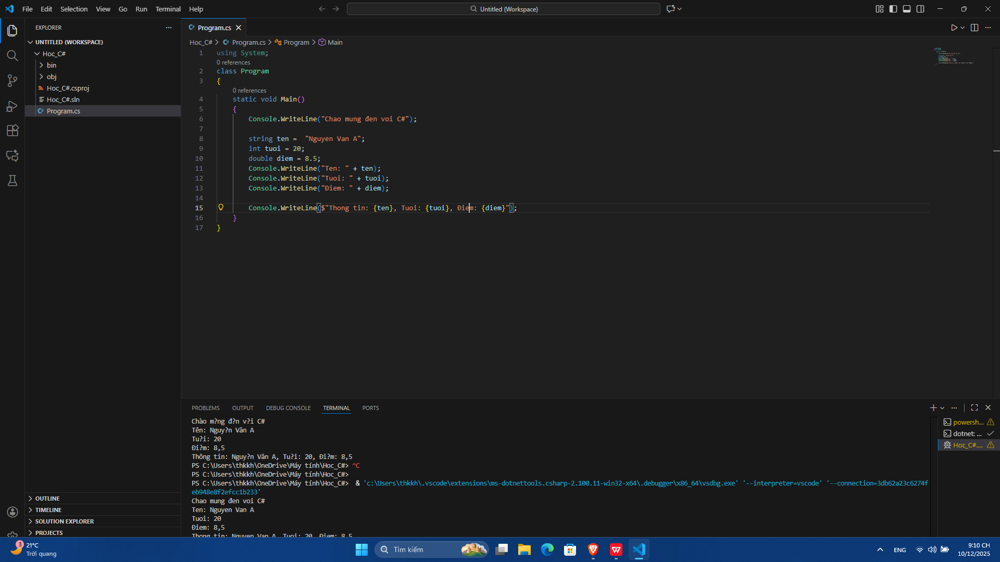 File Edit Selection View Go Run Terminal Help
Untitled (Workspace)
EXPLORER
Program.cs
UNTITLED (WORKSPACE)
Hoc_C#
bin
obj
Hoc_C#.csproj
Hoc_C#.sln
Program.cs
Hoc_C# > Program.cs > Program > Main
1 using System;
0 references
2 class Program
3 {
0 references
4 static void Main()
5 {
6 Console.WriteLine("Chao mung đen voi C#");
7
8 string ten =  "Nguyen Van A";
9 int tuoi = 20;
10 double diem = 8.5;
11 Console.WriteLine("Ten: " + ten);
12 Console.WriteLine("Tuoi: " + tuoi);
13 Console.WriteLine("Điem: " + diem);
14
15 Console.WriteLine($"Thong tin: {ten}, Tuoi: {tuoi}, Điem: {diem}");
16 }
17 }
PROBLEMS OUTPUT DEBUG CONSOLE TERMINAL PORTS
Chào m?ng đ?n v?i C#
Tên: Nguy?n Văn A
Tu?i: 20
Đi?m: 8,5
Thông tin: Nguy?n Văn A, Tu?i: 20, Đi?m: 8,5
PS C:\Users\thkkh\OneDrive\Máy tính\Hoc_C#> ^C
PS C:\Users\thkkh\OneDrive\Máy tính\Hoc_C#>
PS C:\Users\thkkh\OneDrive\Máy tính\Hoc_C#>  & 'c:\Users\thkkh\.vscode\extensions\ms-dotnettools.csharp-2.100.11-win32-x64\.debugger\x86_64\vsdbg.exe' '--interpreter=vscode' '--connection=3db62a23c6274f
eb948e8f2efcc1b233'
Chao mung đen voi C#
Ten: Nguyen Van A
Tuoi: 20
Điem: 8,5
Thong tin: Nguyen Van A, Tuoi: 20, Điem: 8,5
powersh...
dotnet: ...
Hoc_C#....
OUTLINE
TIMELINE
SOLUTION EXPLORER
PROJECTS
3
21°C
Trời quang
Tìm kiếm
ENG
9:10 CH
10/12/2025